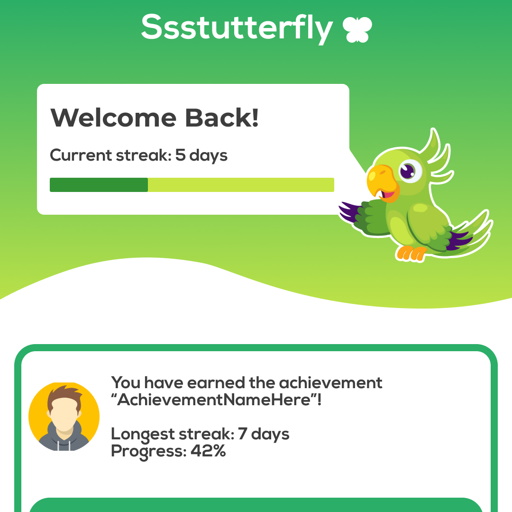 Ssstutterfly
Welcome Back!
Current streak: 5 days
You have earned the achievement
“AchievementNameHere”!
Longest streak: 7 days
Progress: 42%